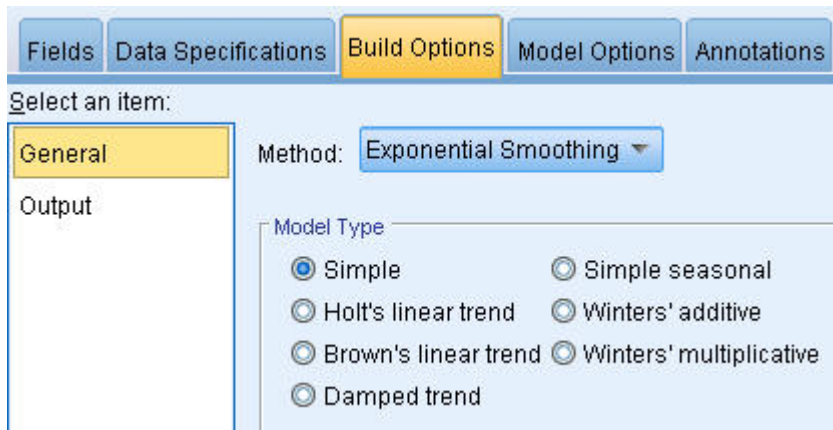 Fields Data Specifications Build Options Model Options Annotations
Select an item:
General
Output
Method: Exponential Smoothing
Model Type
Simple
Simple seasonal
Holt's linear trend
Winters' additive
Brown's linear trend
Winters' multiplicative
Damped trend